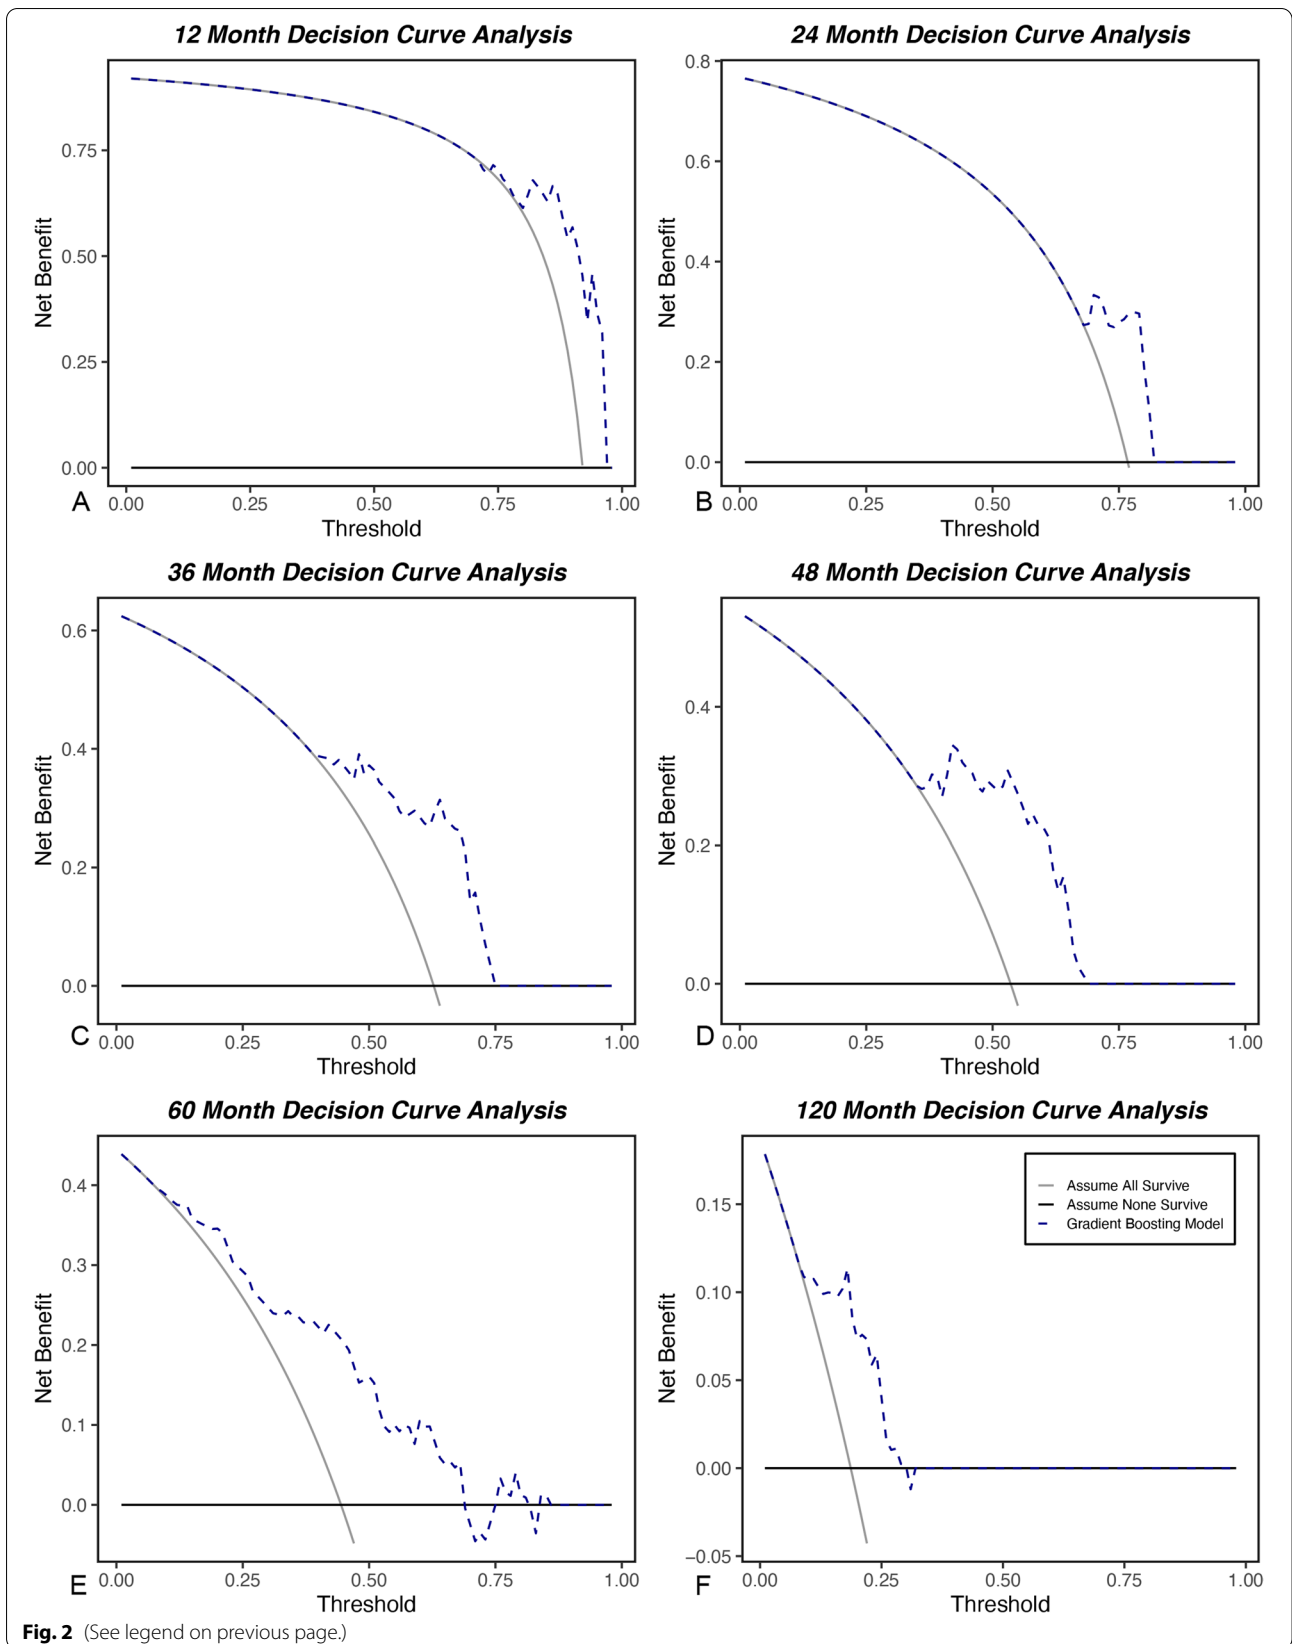 12 Month Decision Curve Analysis
Net Benefit
0.75
0.50
0.25
0.00
0.00 0.25 0.50 0.75 1.00
Threshold
A
24 Month Decision Curve Analysis
Net Benefit
0.8
0.6
0.4
0.2
0.0
0.00 0.25 0.50 0.75 1.00
Threshold
B
36 Month Decision Curve Analysis
Net Benefit
0.6
0.4
0.2
0.0
0.00 0.25 0.50 0.75 1.00
Threshold
C
48 Month Decision Curve Analysis
Net Benefit
0.4
0.2
0.0
0.00 0.25 0.50 0.75 1.00
Threshold
D
60 Month Decision Curve Analysis
Net Benefit
0.4
0.3
0.2
0.1
0.0
0.00 0.25 0.50 0.75 1.00
Threshold
E
120 Month Decision Curve Analysis
Assume All Survive
Assume None Survive
Gradient Boosting Model
Net Benefit
0.15
0.10
0.05
0.00
−0.05
0.00 0.25 0.50 0.75 1.00
Threshold
F
Fig. 2 (See legend on previous page.)